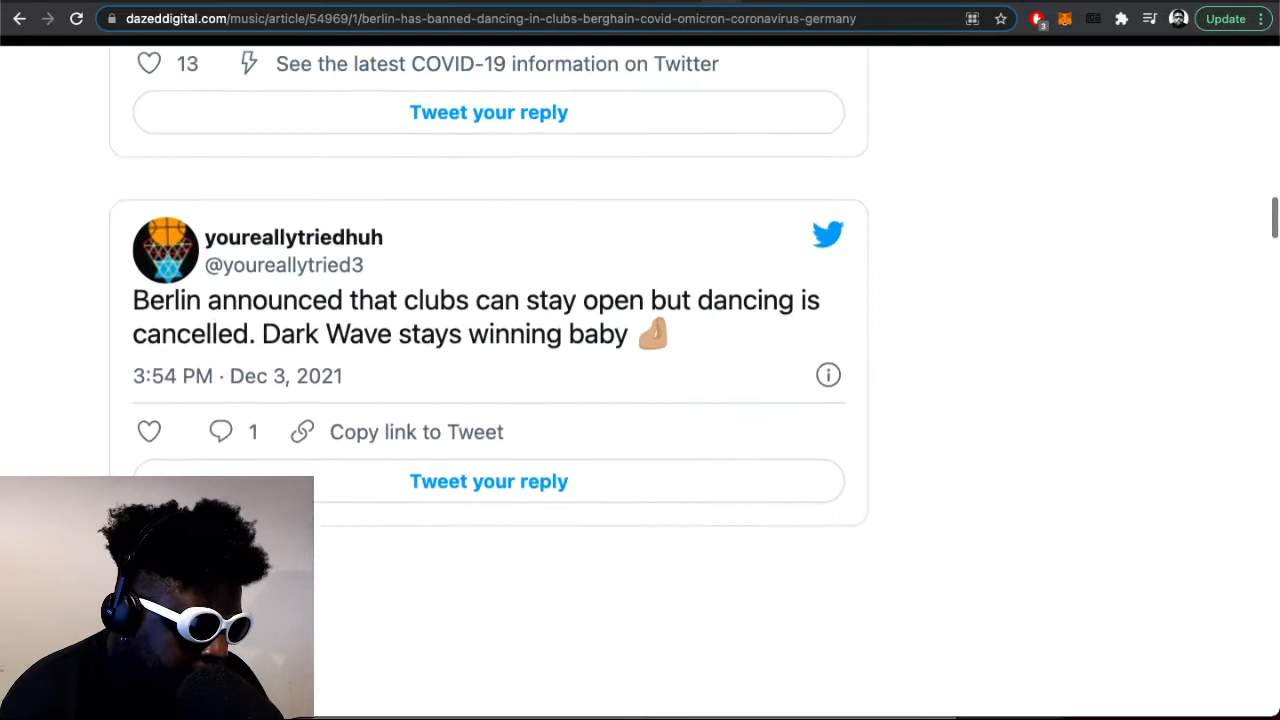 dazeddigital.com/music/article/54969/1/berlin-has-banned-dancing-in-clubs-berghain-covid-omicron-coronavirus-germany
3
Update
13 See the latest COVID-19 information on Twitter
Tweet your reply
youreallytriedhuh
@youreallytried3
Berlin announced that clubs can stay open but dancing is
cancelled. Dark Wave stays winning baby 🤌🏼
3:54 PM · Dec 3, 2021
1 Copy link to Tweet
Tweet your reply